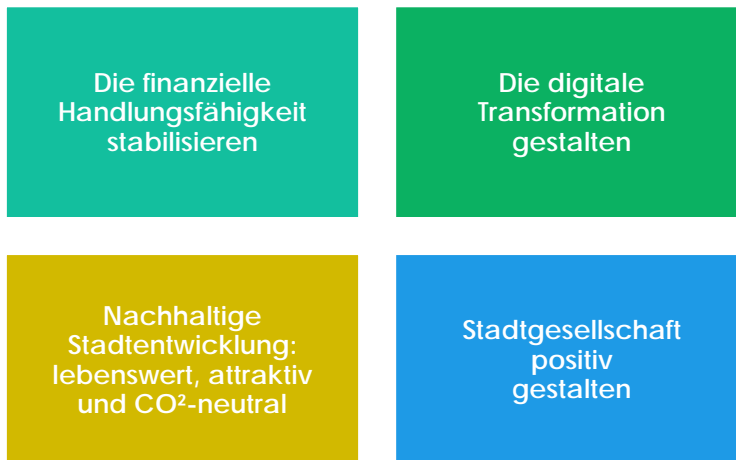 Die finanzielle
Handlungsfähigkeit
stabilisieren
Die digitale
Transformation
gestalten
Nachhaltige
Stadtentwicklung:
lebenswert, attraktiv
und CO²-neutral
Stadtgesellschaft
positiv
gestalten